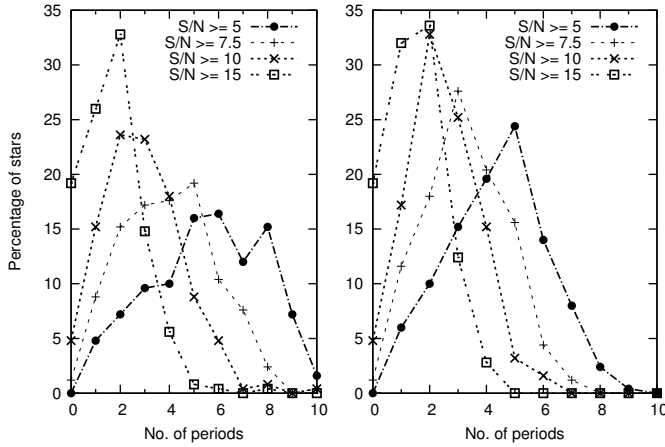 35
30
25
20
15
10
5
0
Percentage of stars
S/N >= 5
S/N >= 7.5
S/N >= 10
S/N >= 15
0 2 4 6 8 10
No. of periods
35
30
25
20
15
10
5
0
S/N >= 5
S/N >= 7.5
S/N >= 10
S/N >= 15
0 2 4 6 8 10
No. of periods